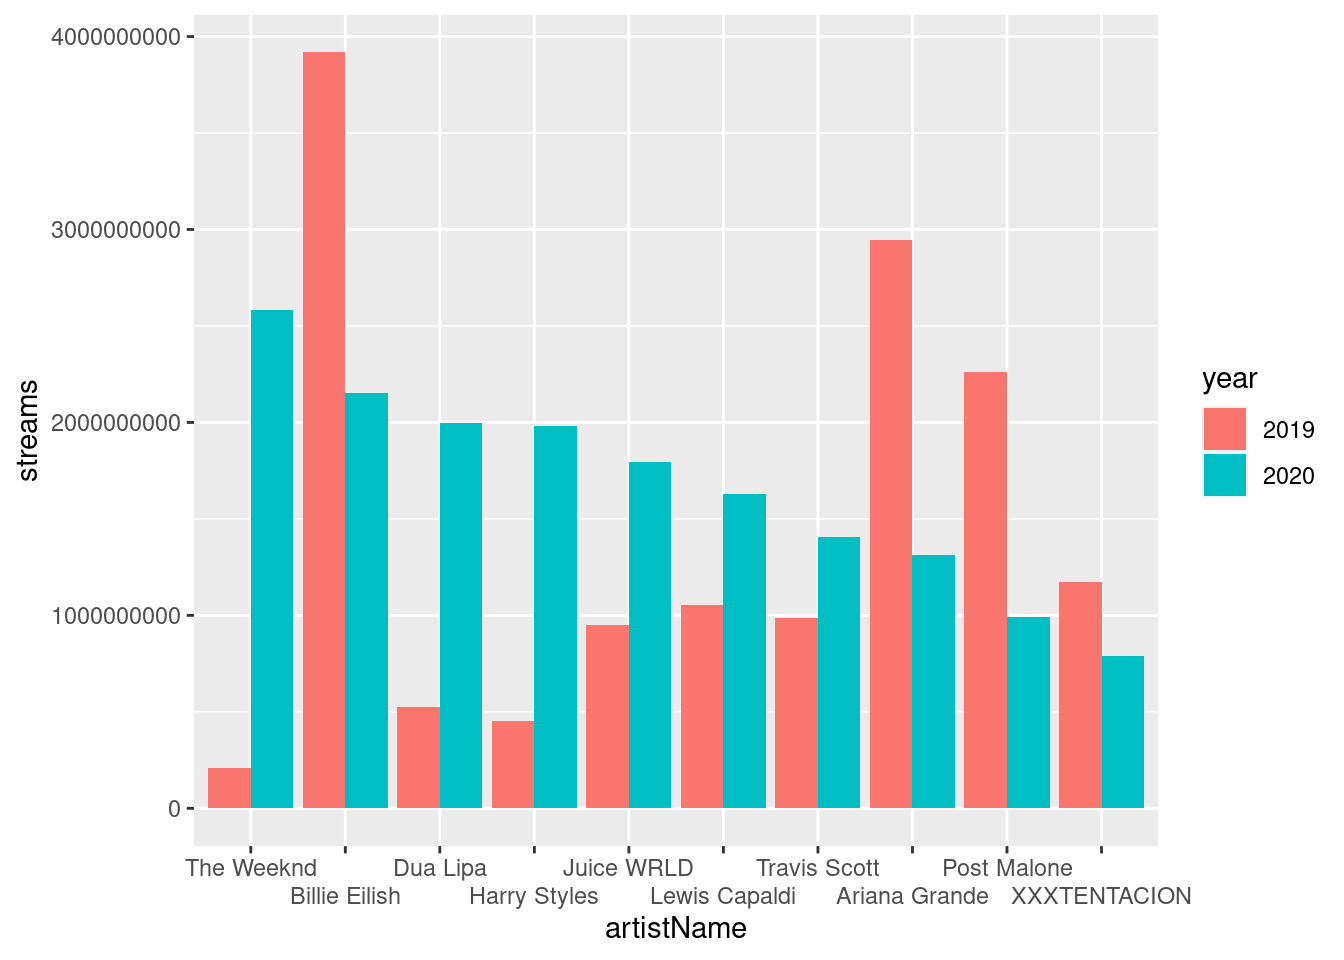 4000000000
3000000000
2000000000
1000000000
0
streams
The Weeknd
Billie Eilish
Dua Lipa
Harry Styles
Juice WRLD
Lewis Capaldi
Travis Scott
Ariana Grande
Post Malone
XXXTENTACION
artistName
year
2019
2020